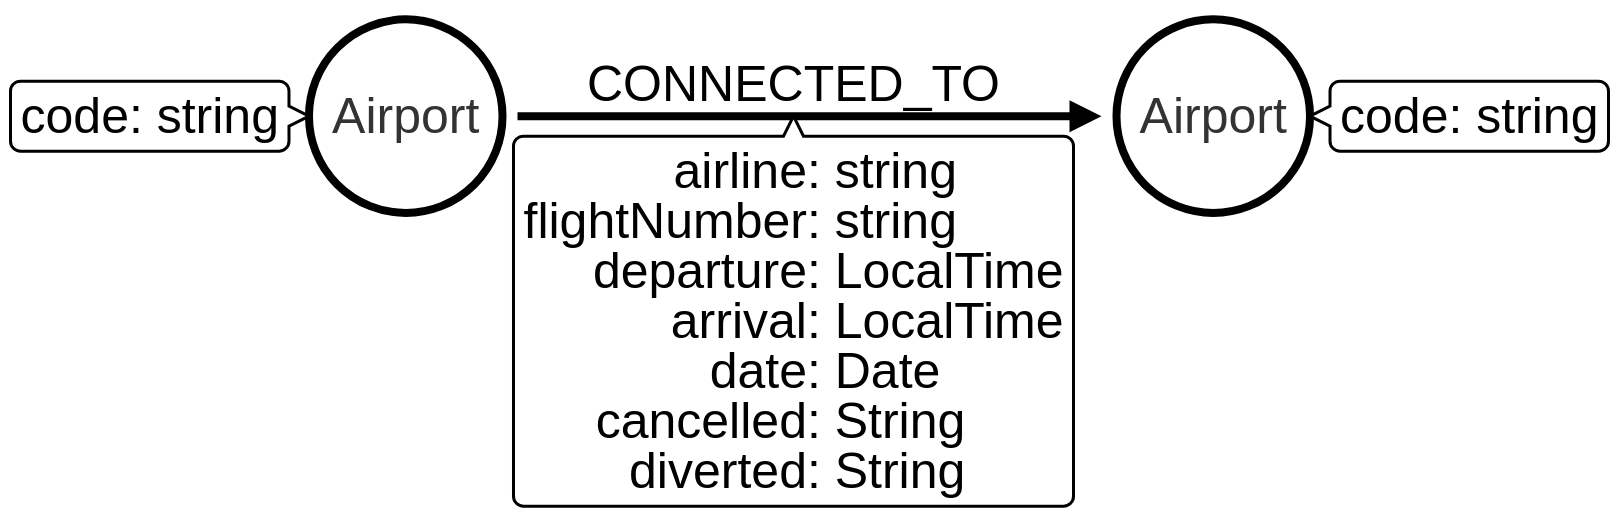 CONNECTED_TO
code: string
Airport
Airport
code: string
airline: string
flightNumber: string
departure: LocalTime
arrival: LocalTime
date: Date
cancelled: String
diverted: String